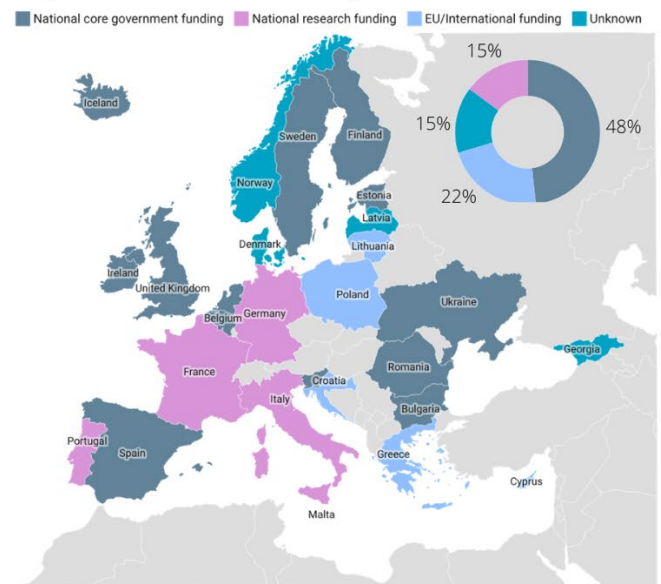 National core government funding National research funding EU/International funding Unknown
15%
15%
48%
22%
Iceland
Sweden
Finland
Norway
Estonia
Latvia
Denmark
Lithuania
Ireland
United Kingdom
Poland
Belgium
Germany
Ukraine
Georgia
France
Romania
Croatia
Italy
Bulgaria
Portugal
Spain
Greece
Cyprus
Malta